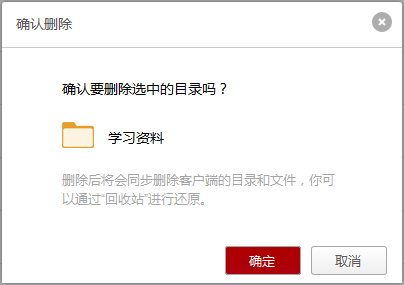 确认删除
确认要删除选中的目录吗？
学习资料
删除后将会同步删除客户端的目录和文件，你可
以通过“回收站”进行还原。
确定
取消